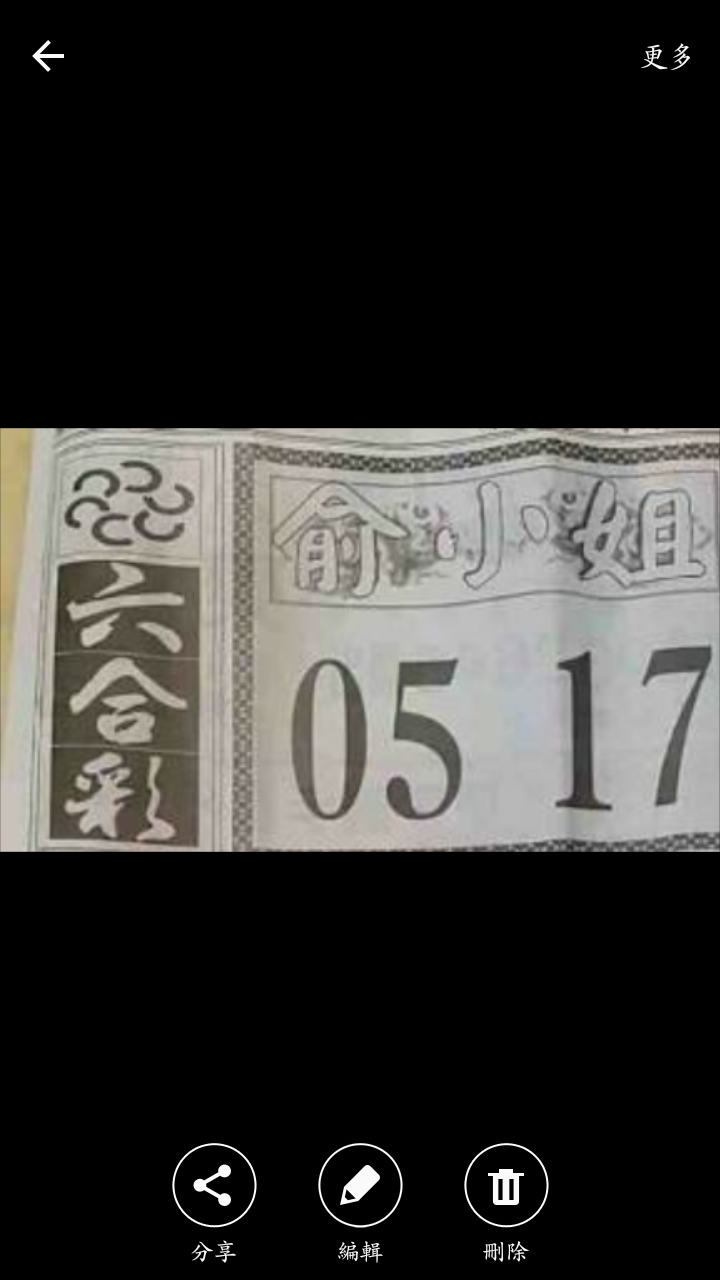 更多
俞小姐
六合彩
05 17
分享 編輯 刪除